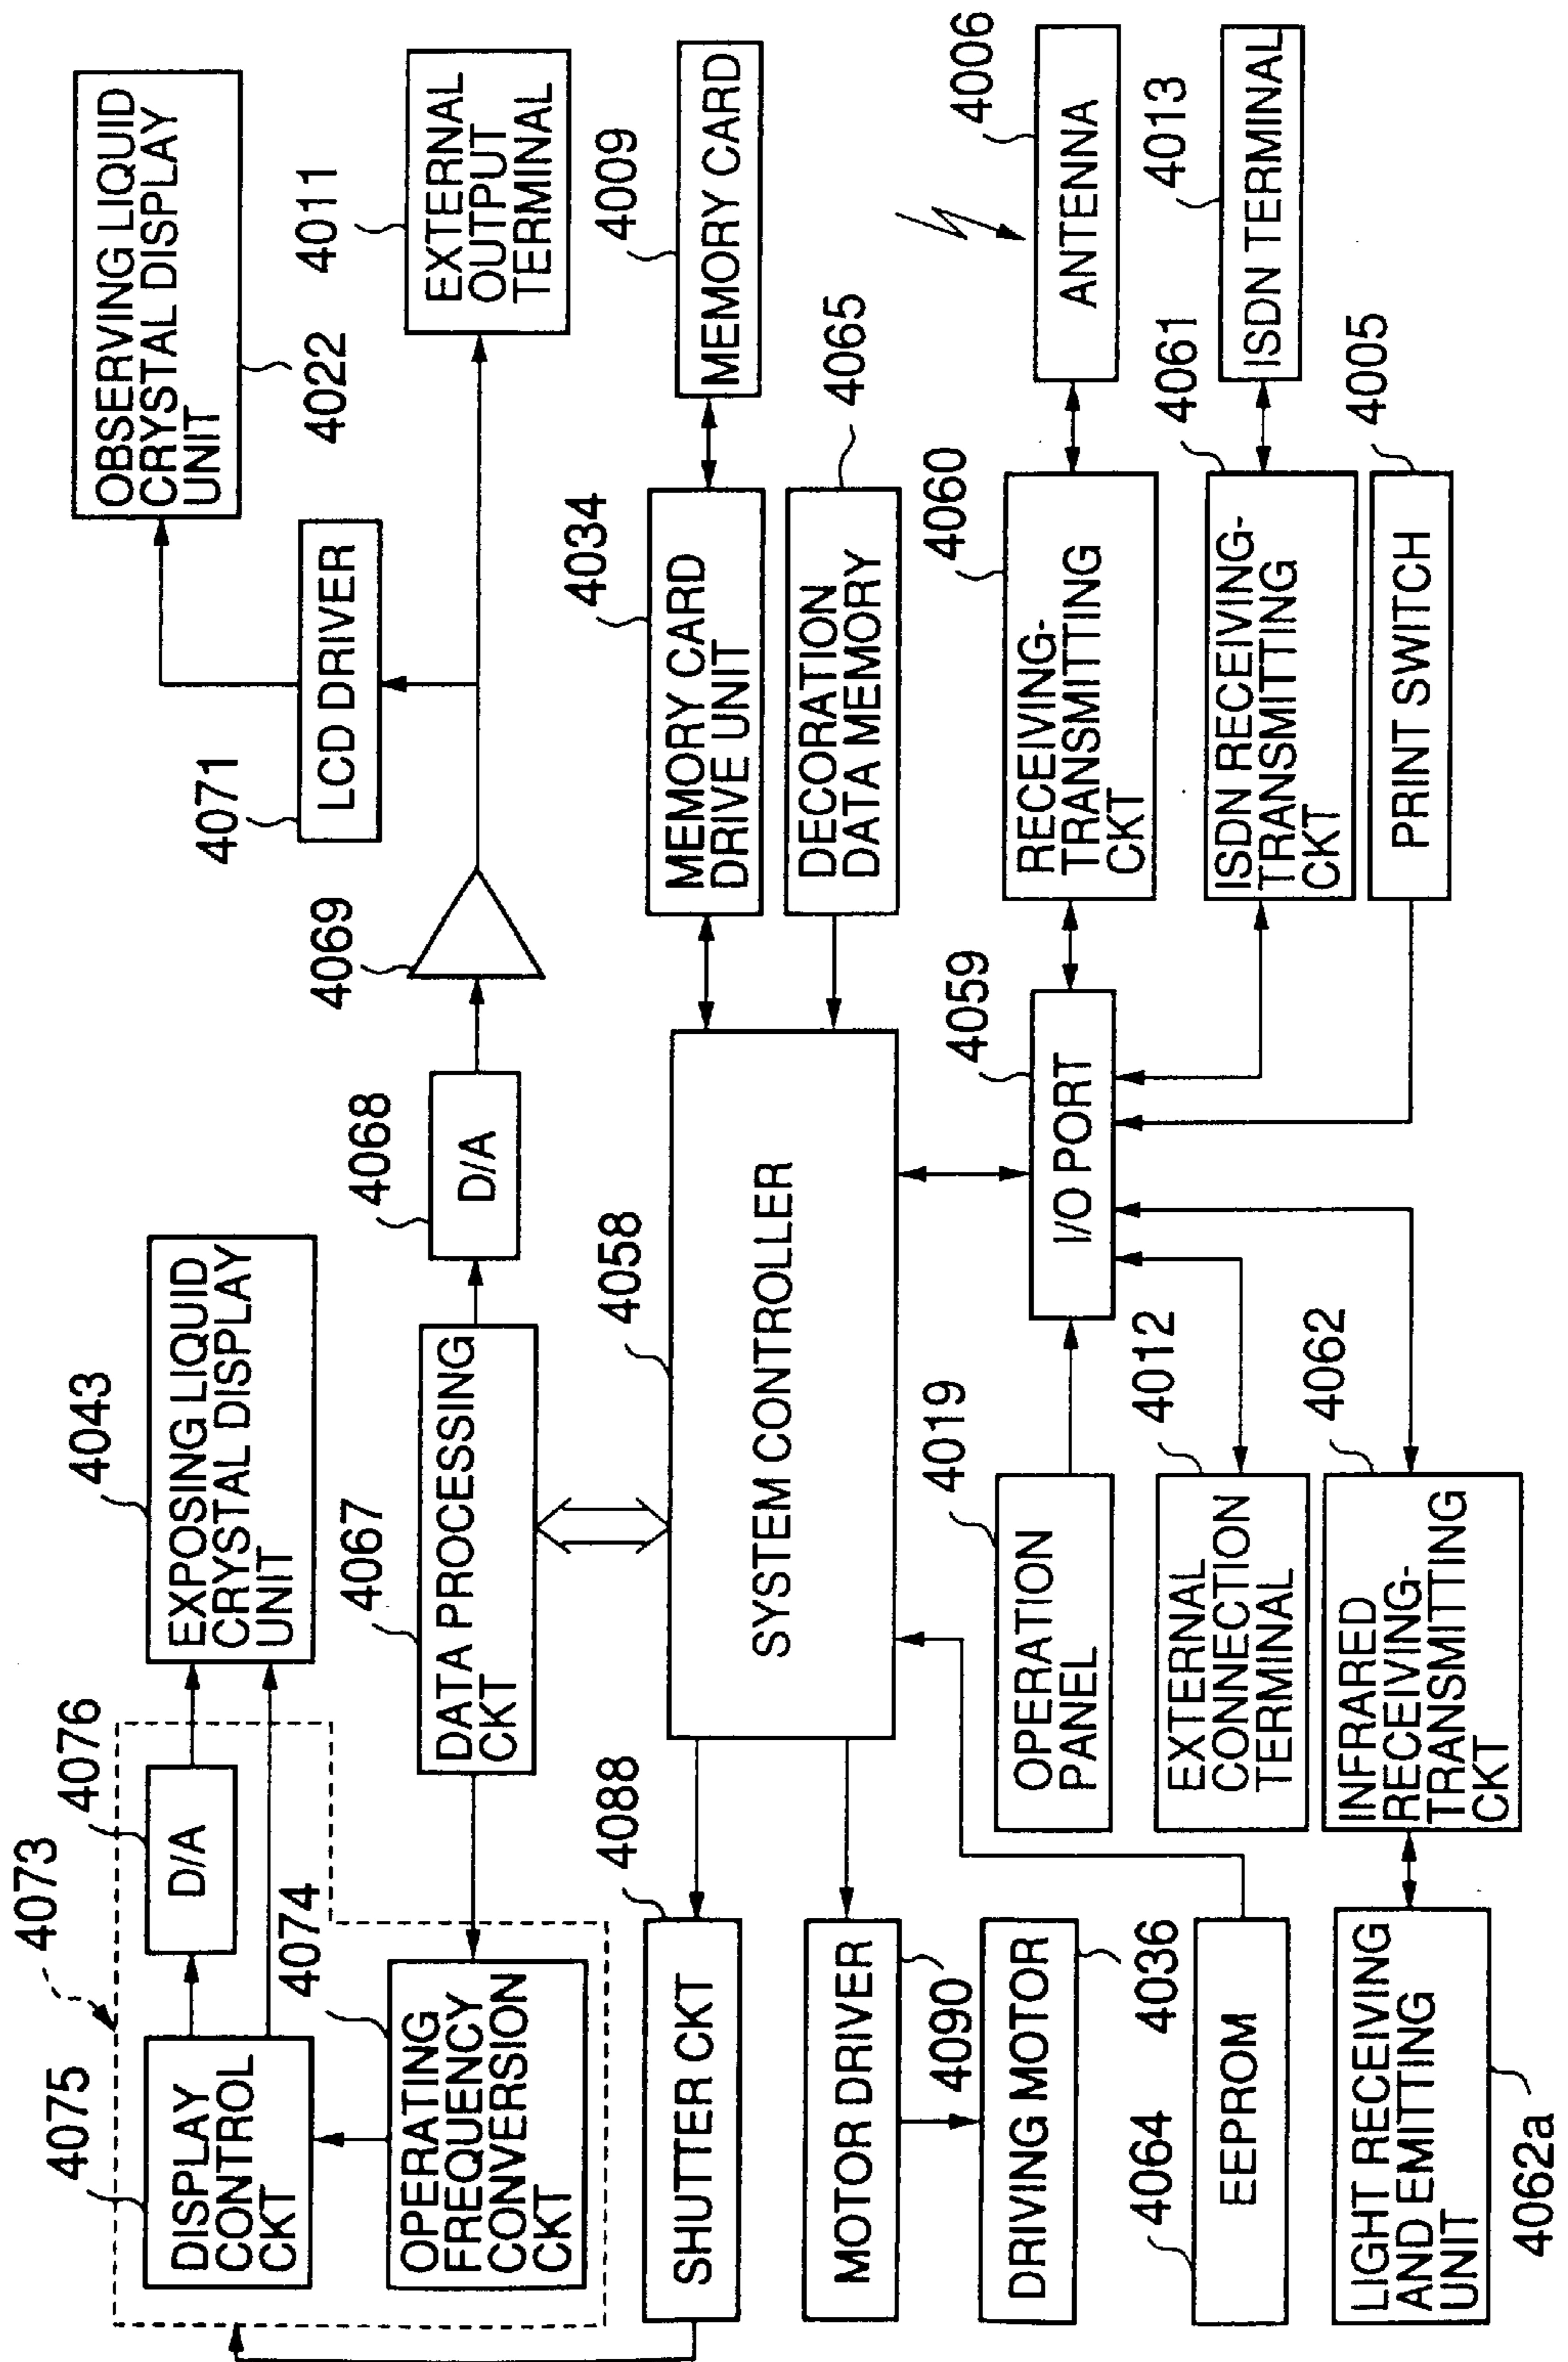 4073
4075
DISPLAY
CONTROL
CKT
4076
D/A
4043
EXPOSING LIQUID
CRYSTAL DISPLAY
UNIT
OBSERVING LIQUID
CRYSTAL DISPLAY
UNIT
4022
4071
LCD DRIVER
4011
EXTERNAL
OUTPUT
TERMINAL
4074
OPERATING
FREQUENCY
CONVERSION
CKT
4067
DATA PROCESSING
CKT
4068
D/A
4069
4088
SHUTTER CKT
4058
SYSTEM CONTROLLER
4034
MEMORY CARD
DRIVE UNIT
4009
MEMORY CARD
MOTOR DRIVER
4090
DECORATION
DATA MEMORY
4065
DRIVING MOTOR
4036
4019
OPERATION
PANEL
4059
I/O PORT
4060
RECEIVING-
TRANSMITTING
CKT
4006
ANTENNA
4064
EEPROM
4012
EXTERNAL
CONNECTION
TERMINAL
4061
ISDN RECEIVING-
TRANSMITTING
CKT
4013
ISDN TERMINAL
LIGHT RECEIVING
AND EMITTING
UNIT
4062a
4062
INFRARED
RECEIVING-
TRANSMITTING
CKT
PRINT SWITCH
4005